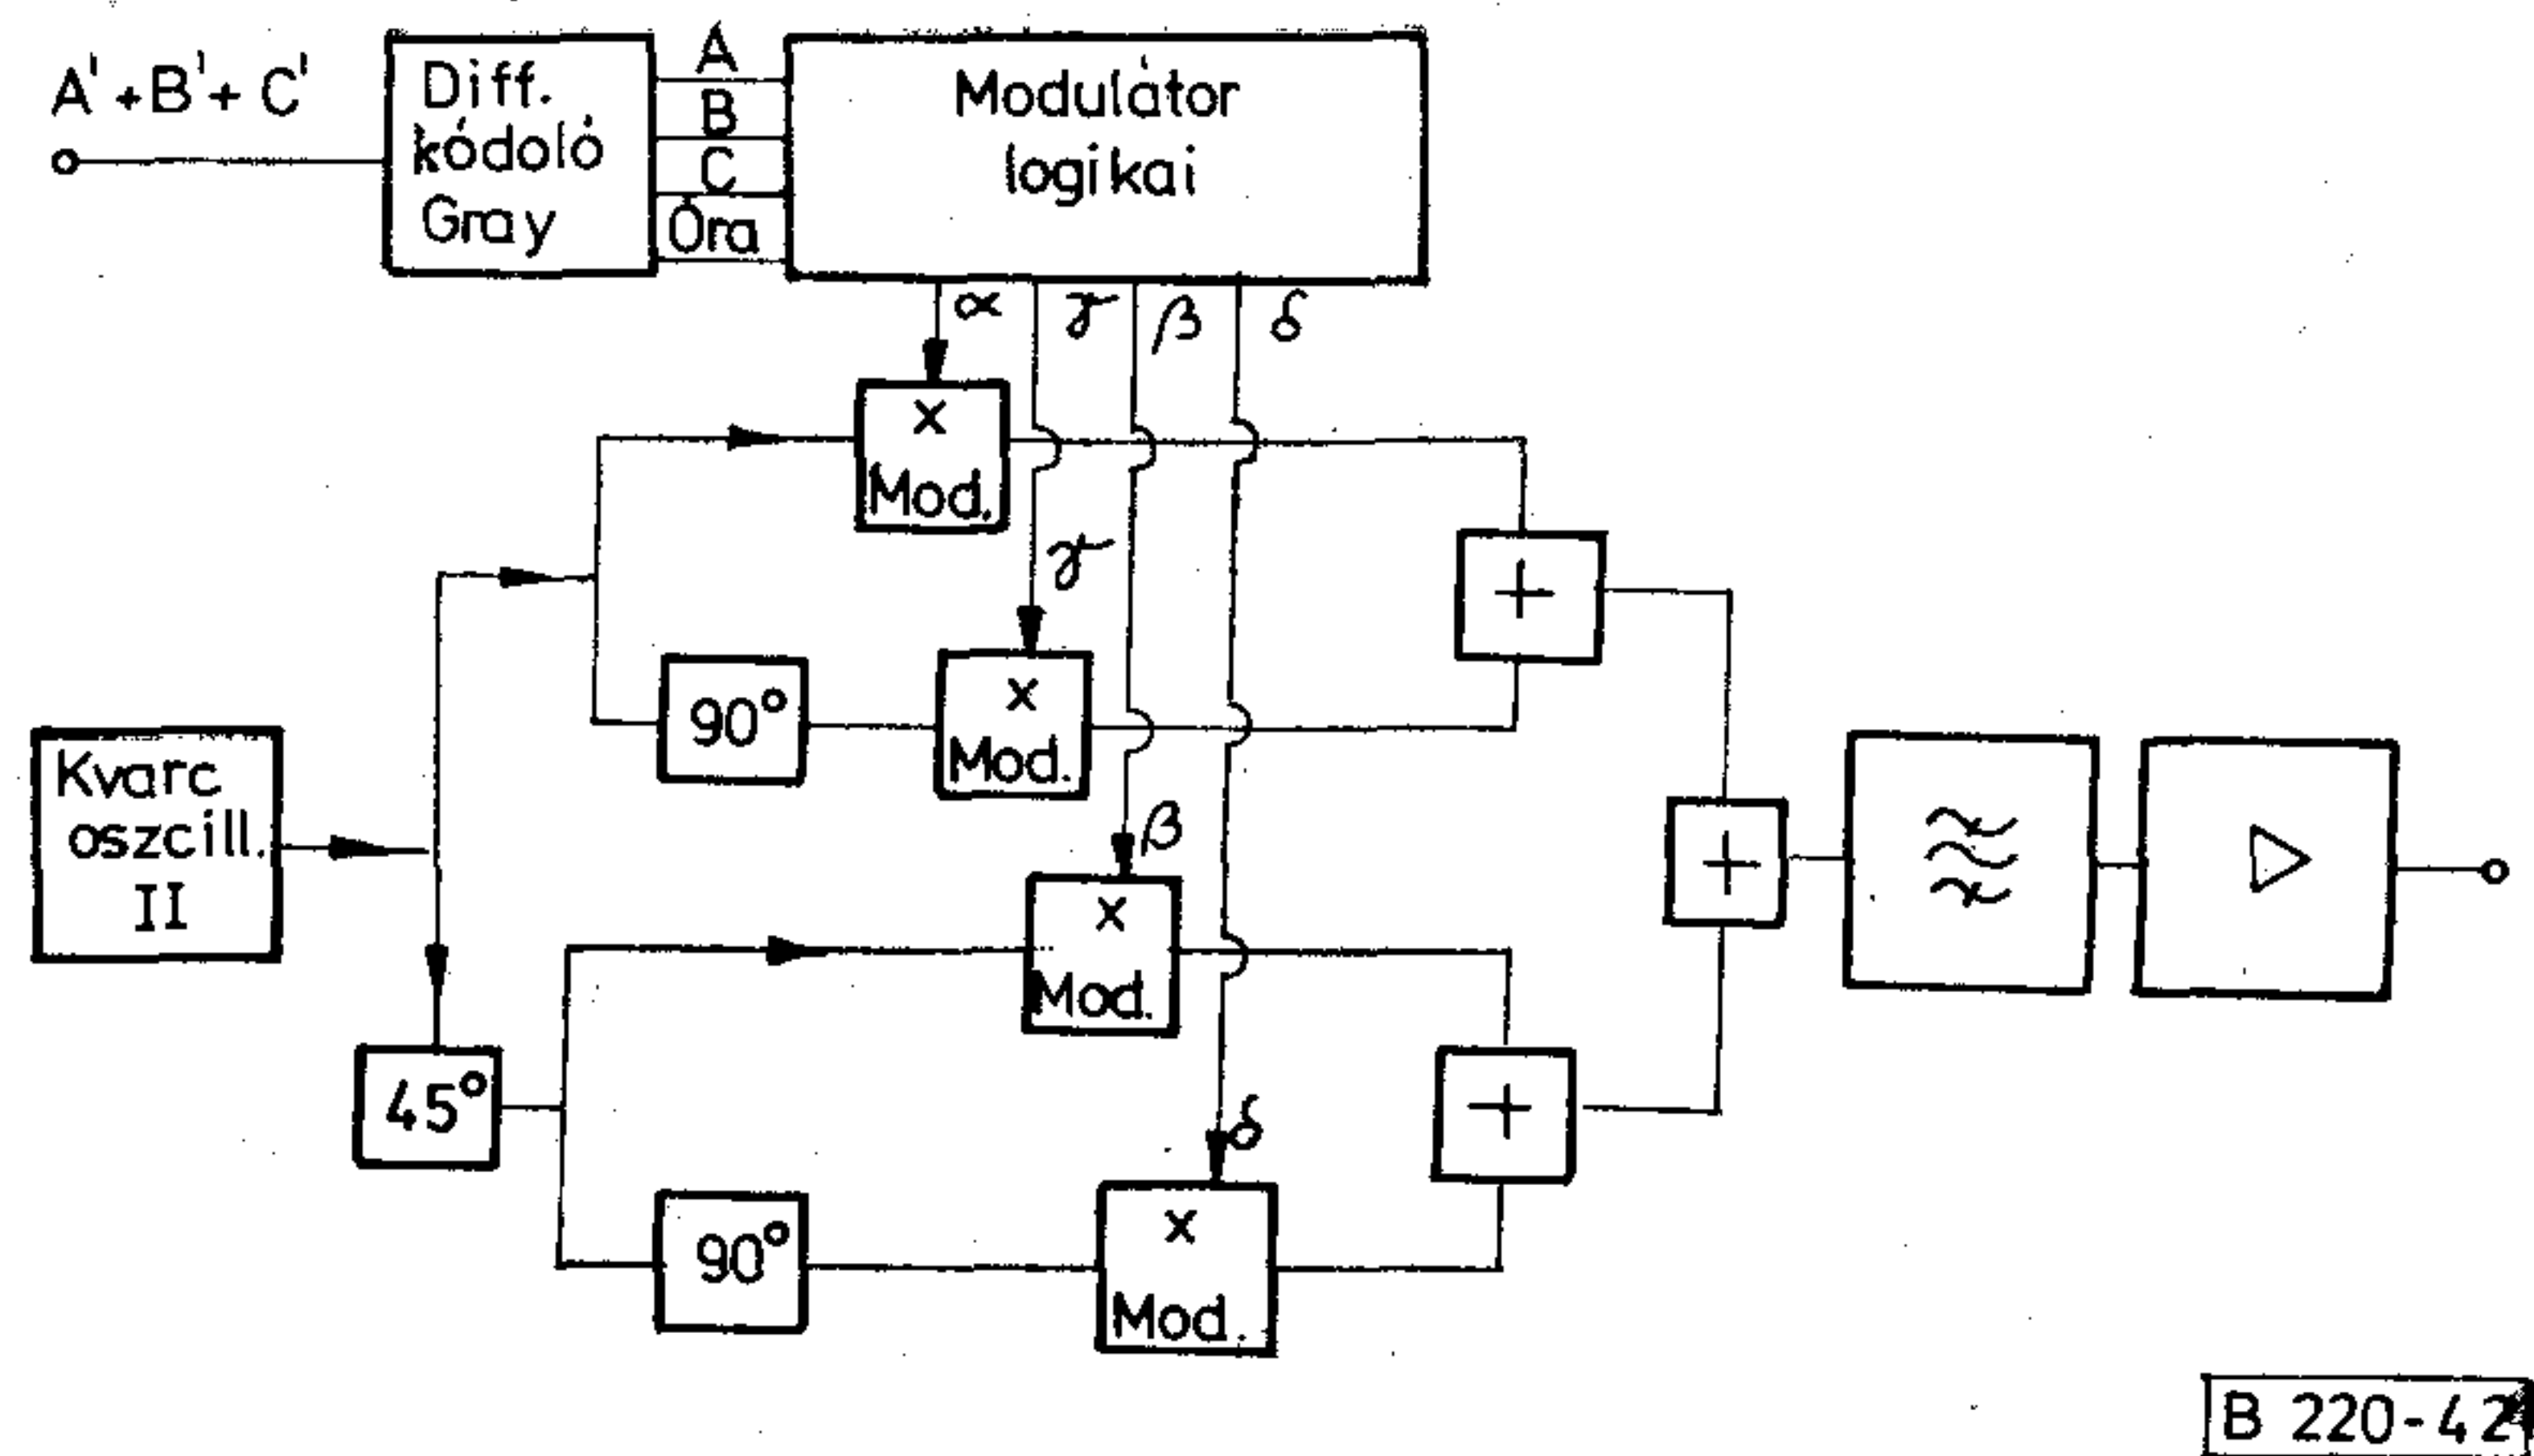 A'+B'+C'
Diff.
kódoló
Gray
A
B
C
Óra
Modulátor
logikai
α
γ
β
δ
x
Mod.
γ
+
90°
x
Mod.
Kvarc
oszcill.
II
β
+
x
Mod.
45°
δ
+
90°
x
Mod.
B 220-42